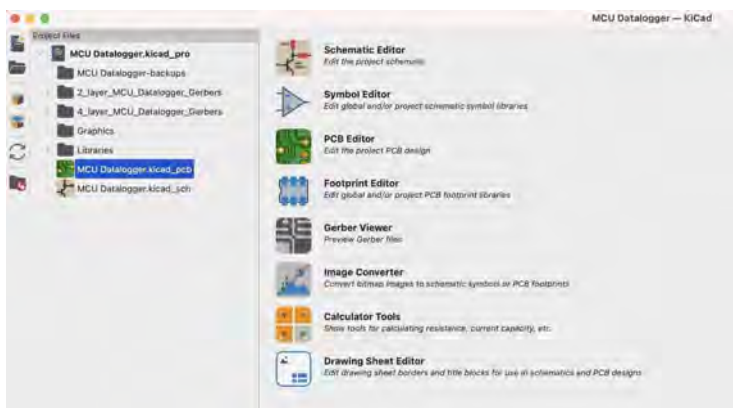 MCU Datalogger — KiCad
Project Files
MCU Datalogger.kicad_pro
MCU Datalogger-backups
2_layer_MCU_Datalogger_Gerbers
4_layer_MCU_Datalogger_Gerbers
Graphics
Libraries
MCU Datalogger.kicad_pcb
MCU Datalogger.kicad_sch
Schematic Editor
Edit the project schematic
Symbol Editor
Edit global and/or project schematic symbol libraries
PCB Editor
Edit the project PCB design
Footprint Editor
Edit global and/or project PCB footprint libraries
Gerber Viewer
Preview Gerber files
Image Converter
Convert bitmap images to schematic symbols or PCB footprints
Calculator Tools
Show tools for calculating resistance, current capacity, etc.
Drawing Sheet Editor
Edit drawing sheet borders and title blocks for use in schematics and PCB designs